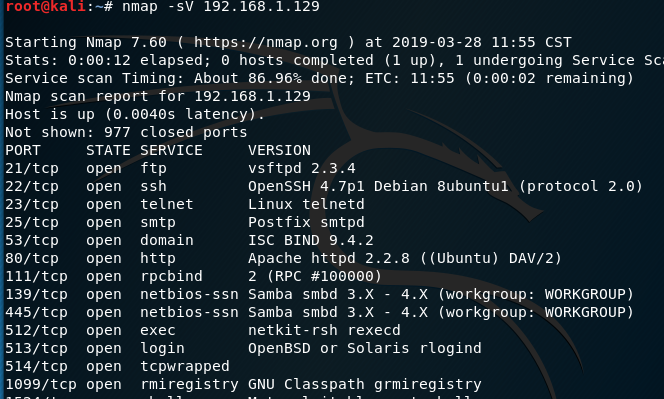 root@kali:~# nmap -sV 192.168.1.129
Starting Nmap 7.60 ( https://nmap.org ) at 2019-03-28 11:55 CST
Stats: 0:00:12 elapsed; 0 hosts completed (1 up), 1 undergoing Service
Service scan Timing: About 86.96% done; ETC: 11:55 (0:00:02 remaining)
Nmap scan report for 192.168.1.129
Host is up (0.0040s latency).
Not shown: 977 closed ports
PORT     STATE SERVICE     VERSION
21/tcp   open  ftp         vsftpd 2.3.4
22/tcp   open  ssh         OpenSSH 4.7p1 Debian 8ubuntu1 (protocol 2.0)
23/tcp   open  telnet      Linux telnetd
25/tcp   open  smtp        Postfix smtpd
53/tcp   open  domain      ISC BIND 9.4.2
80/tcp   open  http        Apache httpd 2.2.8 ((Ubuntu) DAV/2)
111/tcp  open  rpcbind     2 (RPC #100000)
139/tcp  open  netbios-ssn Samba smbd 3.X - 4.X (workgroup: WORKGROUP)
445/tcp  open  netbios-ssn Samba smbd 3.X - 4.X (workgroup: WORKGROUP)
512/tcp  open  exec        netkit-rsh rexecd
513/tcp  open  login       OpenBSD or Solaris rlogind
514/tcp  open  tcpwrapped
1099/tcp open  rmiregistry GNU Classpath grmiregistry